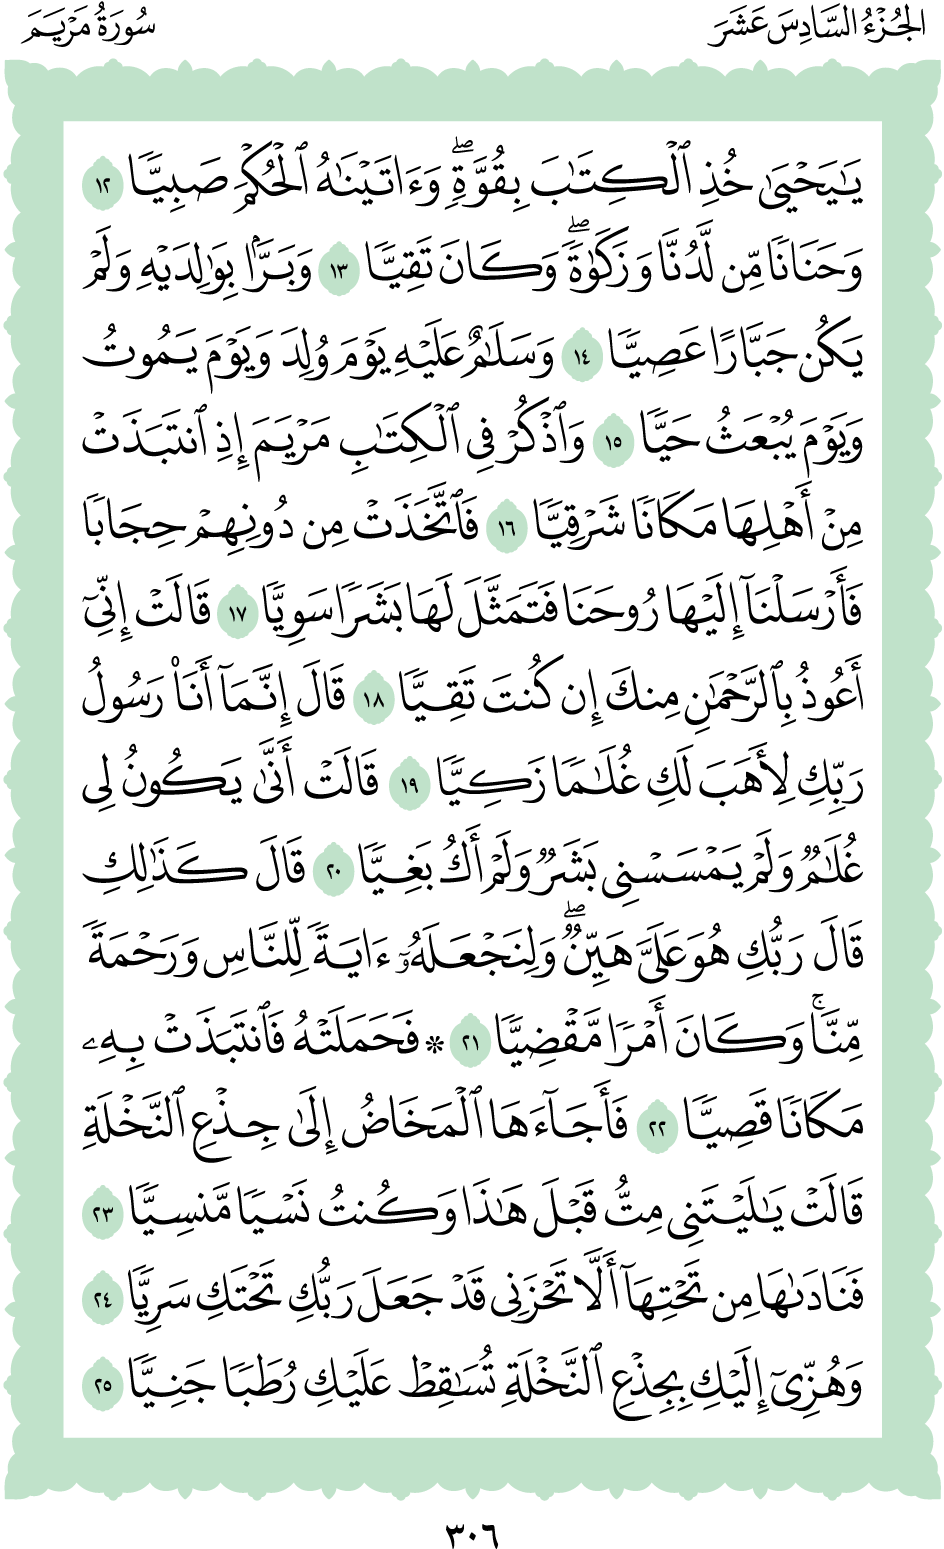 الجُزْءُ السَّادِسَ عَشَرَ
سُورَةُ مَرْيَمَ
يَٰيَحْيَىٰ خُذِ ٱلْكِتَٰبَ بِقُوَّةٍۖ وَءَاتَيْنَٰهُ ٱلْحُكْمَ صَبِيًّا ١٢
وَحَنَانًا مِّن لَّدُنَّا وَزَكَوٰةًۖ وَكَانَ تَقِيًّا ١٣ وَبَرًّۢا بِوَٰلِدَيْهِ وَلَمْ
يَكُن جَبَّارًا عَصِيًّا ١٤ وَسَلَٰمٌ عَلَيْهِ يَوْمَ وُلِدَ وَيَوْمَ يَمُوتُ
وَيَوْمَ يُبْعَثُ حَيًّا ١٥ وَٱذْكُرْ فِى ٱلْكِتَٰبِ مَرْيَمَ إِذِ ٱنتَبَذَتْ
مِنْ أَهْلِهَا مَكَانًا شَرْقِيًّا ١٦ فَٱتَّخَذَتْ مِن دُونِهِمْ حِجَابًا
فَأَرْسَلْنَآ إِلَيْهَا رُوحَنَا فَتَمَثَّلَ لَهَا بَشَرًا سَوِيًّا ١٧ قَالَتْ إِنِّىٓ
أَعُوذُ بِٱلرَّحْمَٰنِ مِنكَ إِن كُنتَ تَقِيًّا ١٨ قَالَ إِنَّمَآ أَنَا۠ رَسُولُ
رَبِّكِ لِأَهَبَ لَكِ غُلَٰمًا زَكِيًّا ١٩ قَالَتْ أَنَّىٰ يَكُونُ لِى
غُلَٰمٌ وَلَمْ يَمْسَسْنِى بَشَرٌ وَلَمْ أَكُ بَغِيًّا ٢٠ قَالَ كَذَٰلِكِ
قَالَ رَبُّكِ هُوَ عَلَىَّ هَيِّنٌۖ وَلِنَجْعَلَهُۥٓ ءَايَةً لِّلنَّاسِ وَرَحْمَةً
مِّنَّاۚ وَكَانَ أَمْرًا مَّقْضِيًّا ٢١ * فَحَمَلَتْهُ فَٱنتَبَذَتْ بِهِۦ
مَكَانًا قَصِيًّا ٢٢ فَأَجَآءَهَا ٱلْمَخَاضُ إِلَىٰ جِذْعِ ٱلنَّخْلَةِ
قَالَتْ يَٰلَيْتَنِى مِتُّ قَبْلَ هَٰذَا وَكُنتُ نَسْيًا مَّنسِيًّا ٢٣
فَنَادَىٰهَا مِن تَحْتِهَآ أَلَّا تَحْزَنِى قَدْ جَعَلَ رَبُّكِ تَحْتَكِ سَرِيًّا ٢٤
وَهُزِّىٓ إِلَيْكِ بِجِذْعِ ٱلنَّخْلَةِ تُسَٰقِطْ عَلَيْكِ رُطَبًا جَنِيًّا ٢٥
٣٠٦